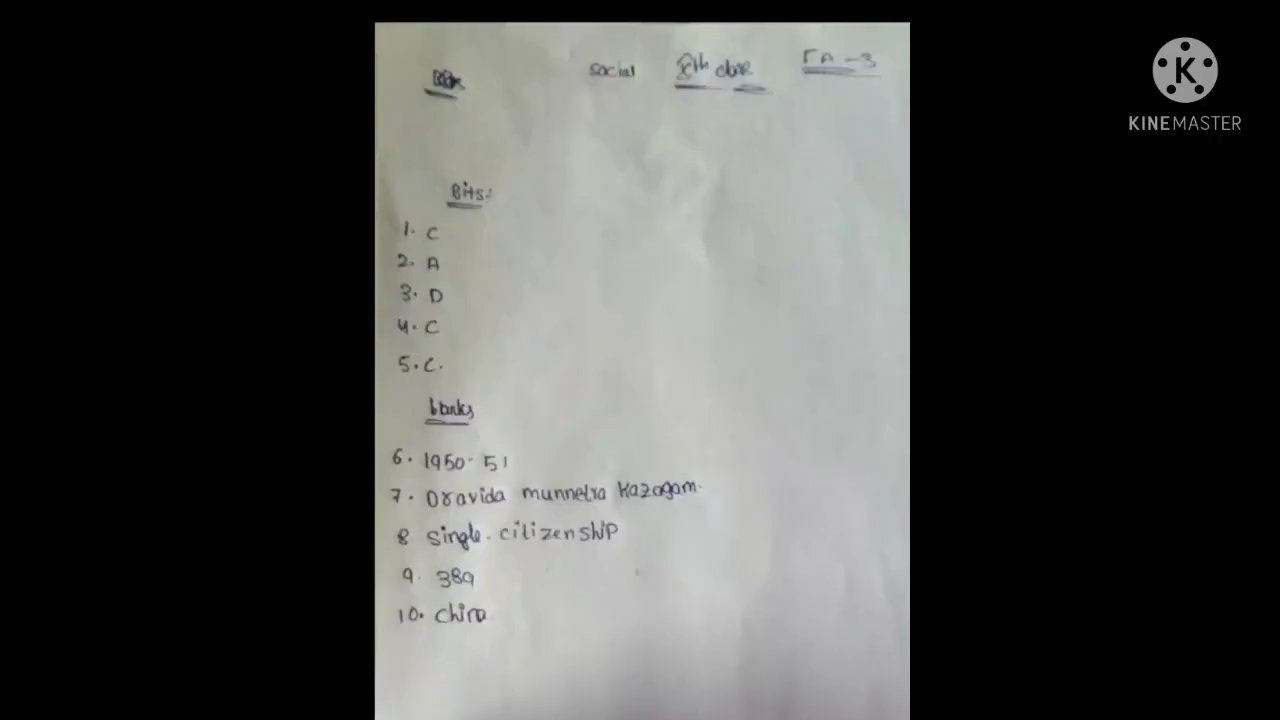 social 8th class FA-3
Bits:
1. C
2. A
3. D
4. C
5. C.
blanks
6. 1950-51
7. Dravida munnetra Kazagam.
8 single. citizenship
9. 389
10. china
K
KINEMASTER